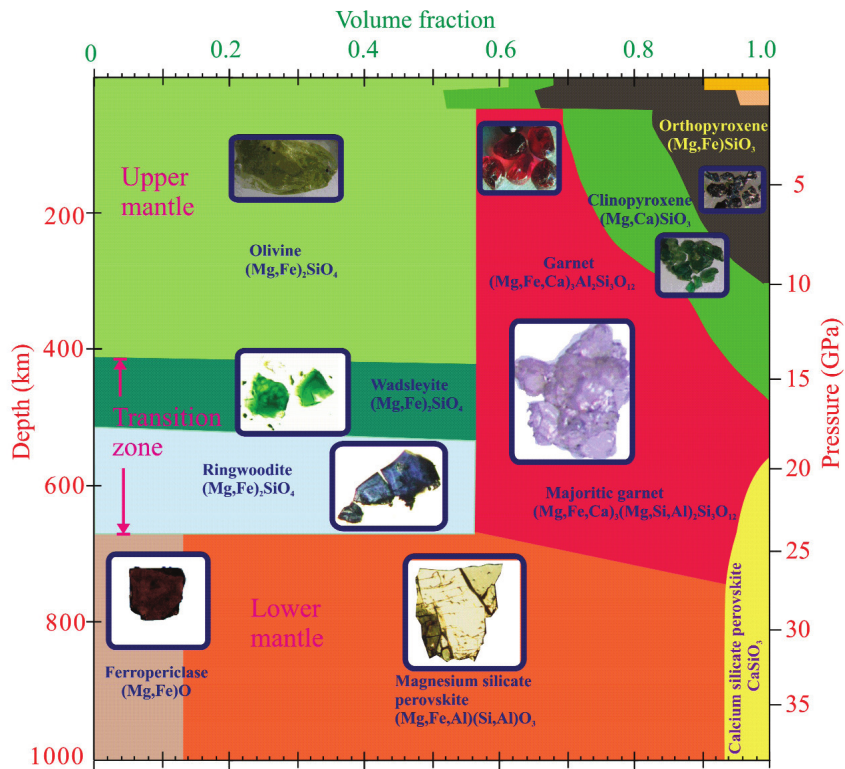 Volume fraction
0 0.2 0.4 0.6 0.8 1.0
Depth (km)
200
400
600
800
1000
Pressure (GPa)
5
10
15
20
25
30
35
Upper
mantle
Olivine
(Mg,Fe)₂SiO₄
Orthopyroxene
(Mg,Fe)SiO₃
Clinopyroxene
(Mg,Ca)SiO₃
Garnet
(Mg,Fe,Ca)₃Al₂Si₃O₁₂
Transition
zone
Wadsleyite
(Mg,Fe)₂SiO₄
Ringwoodite
(Mg,Fe)₂SiO₄
Majoritic garnet
(Mg,Fe,Ca)₃(Mg,Si,Al)₂Si₃O₁₂
Lower
mantle
Ferropericlase
(Mg,Fe)O
Magnesium silicate
perovskite
(Mg,Fe,Al)(Si,Al)O₃
Calcium silicate perovskite
CaSiO₃